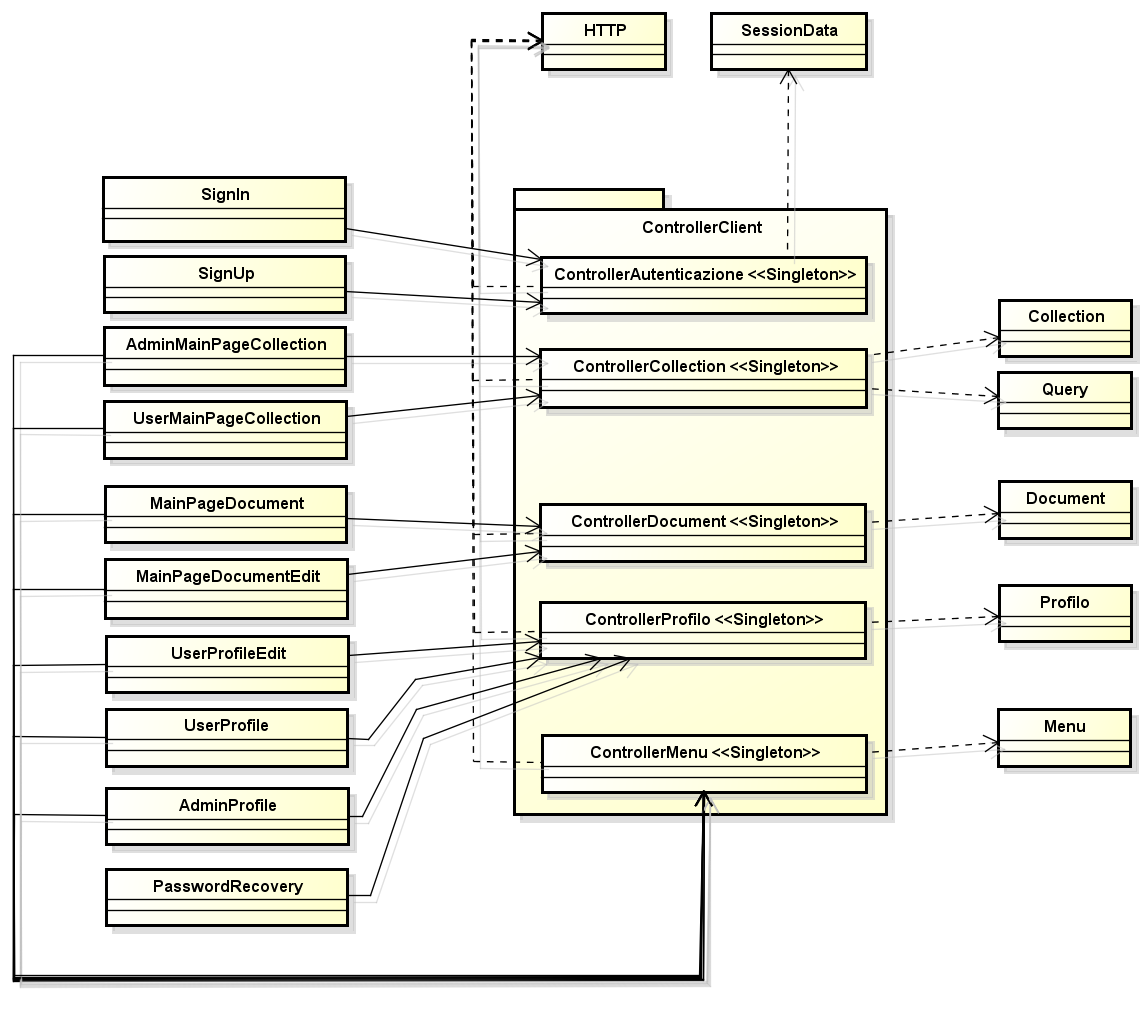 HTTP
SessionData
SignIn
ControllerClient
SignUp
ControllerAutenticazione <<Singleton>>
AdminMainPageCollection
ControllerCollection <<Singleton>>
Collection
UserMainPageCollection
Query
MainPageDocument
ControllerDocument <<Singleton>>
Document
MainPageDocumentEdit
ControllerProfilo <<Singleton>>
Profilo
UserProfileEdit
UserProfile
ControllerMenu <<Singleton>>
Menu
AdminProfile
PasswordRecovery